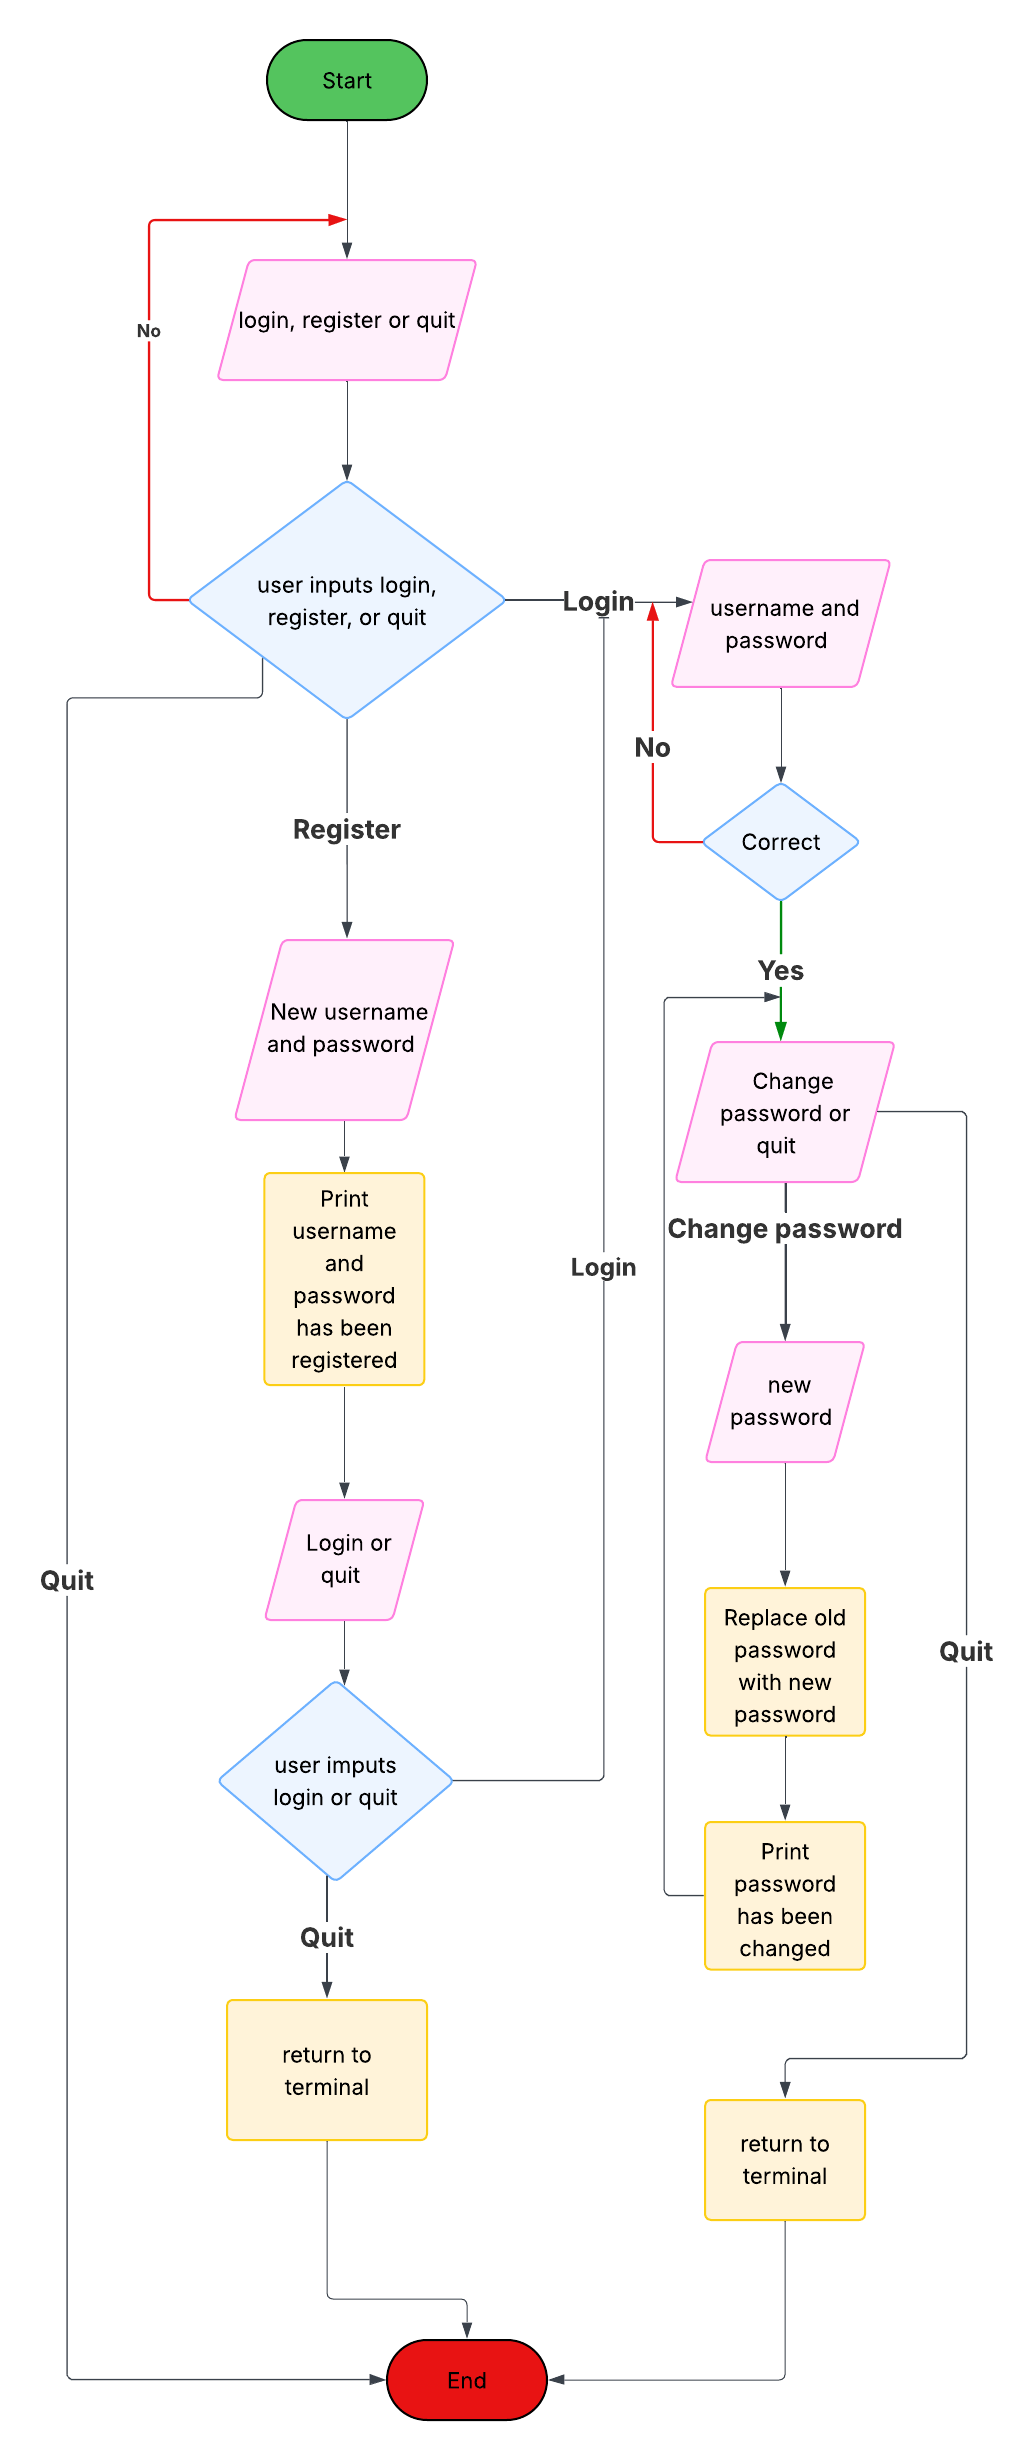 Start
No
login, register or quit
user inputs login,
register, or quit
Login
username and
password
No
Correct
Register
Yes
New username
and password
Change
password or
quit
Print
username
and
password
has been
registered
Change password
Login
new
password
Login or
quit
Quit
Replace old
password
with new
password
Quit
user imputs
login or quit
Print
password
has been
changed
Quit
return to
terminal
return to
terminal
End